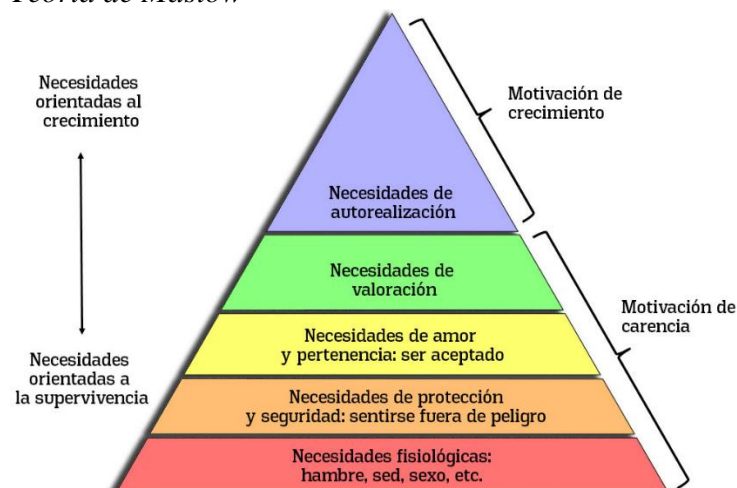 Teoría de Maslow
Necesidades
orientadas al
crecimiento
Motivación de
crecimiento
Necesidades de
autorealización
Necesidades de
valoración
Motivación de
carencia
Necesidades de amor
y pertenencia: ser aceptado
Necesidades
orientadas a
la supervivencia
Necesidades de protección
y seguridad: sentirse fuera de peligro
Necesidades fisiológicas:
hambre, sed, sexo, etc.